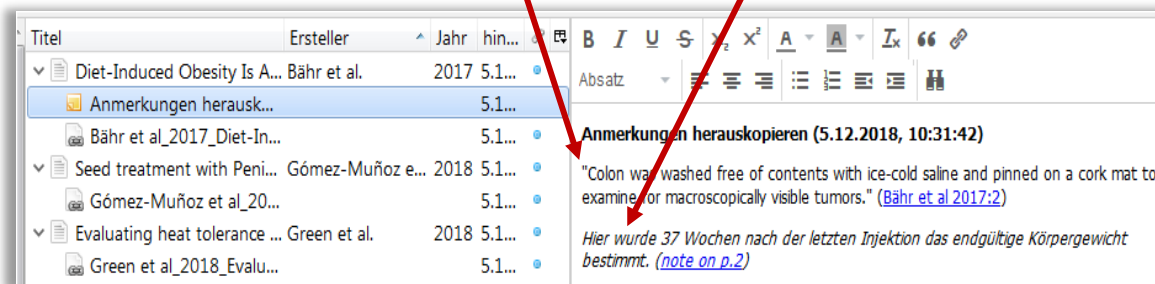 Titel Ersteller Jahr hin...
Diet-Induced Obesity Is A... Bähr et al. 2017 5.1...
Anmerkungen herausk... 5.1...
Bähr et al_2017_Diet-In... 5.1...
Seed treatment with Peni... Gómez-Muñoz e... 2018 5.1...
Gómez-Muñoz et al_20... 5.1...
Evaluating heat tolerance ... Green et al. 2018 5.1...
Green et al_2018_Evalu... 5.1...
B I U S x₂ x² A A Tx
Absatz
Anmerkungen herauskopieren (5.12.2018, 10:31:42)
"Colon was washed free of contents with ice-cold saline and pinned on a cork mat to
examine for macroscopically visible tumors." (Bähr et al 2017:2)
Hier wurde 37 Wochen nach der letzten Injektion das endgültige Körpergewicht
bestimmt. (note on p.2)